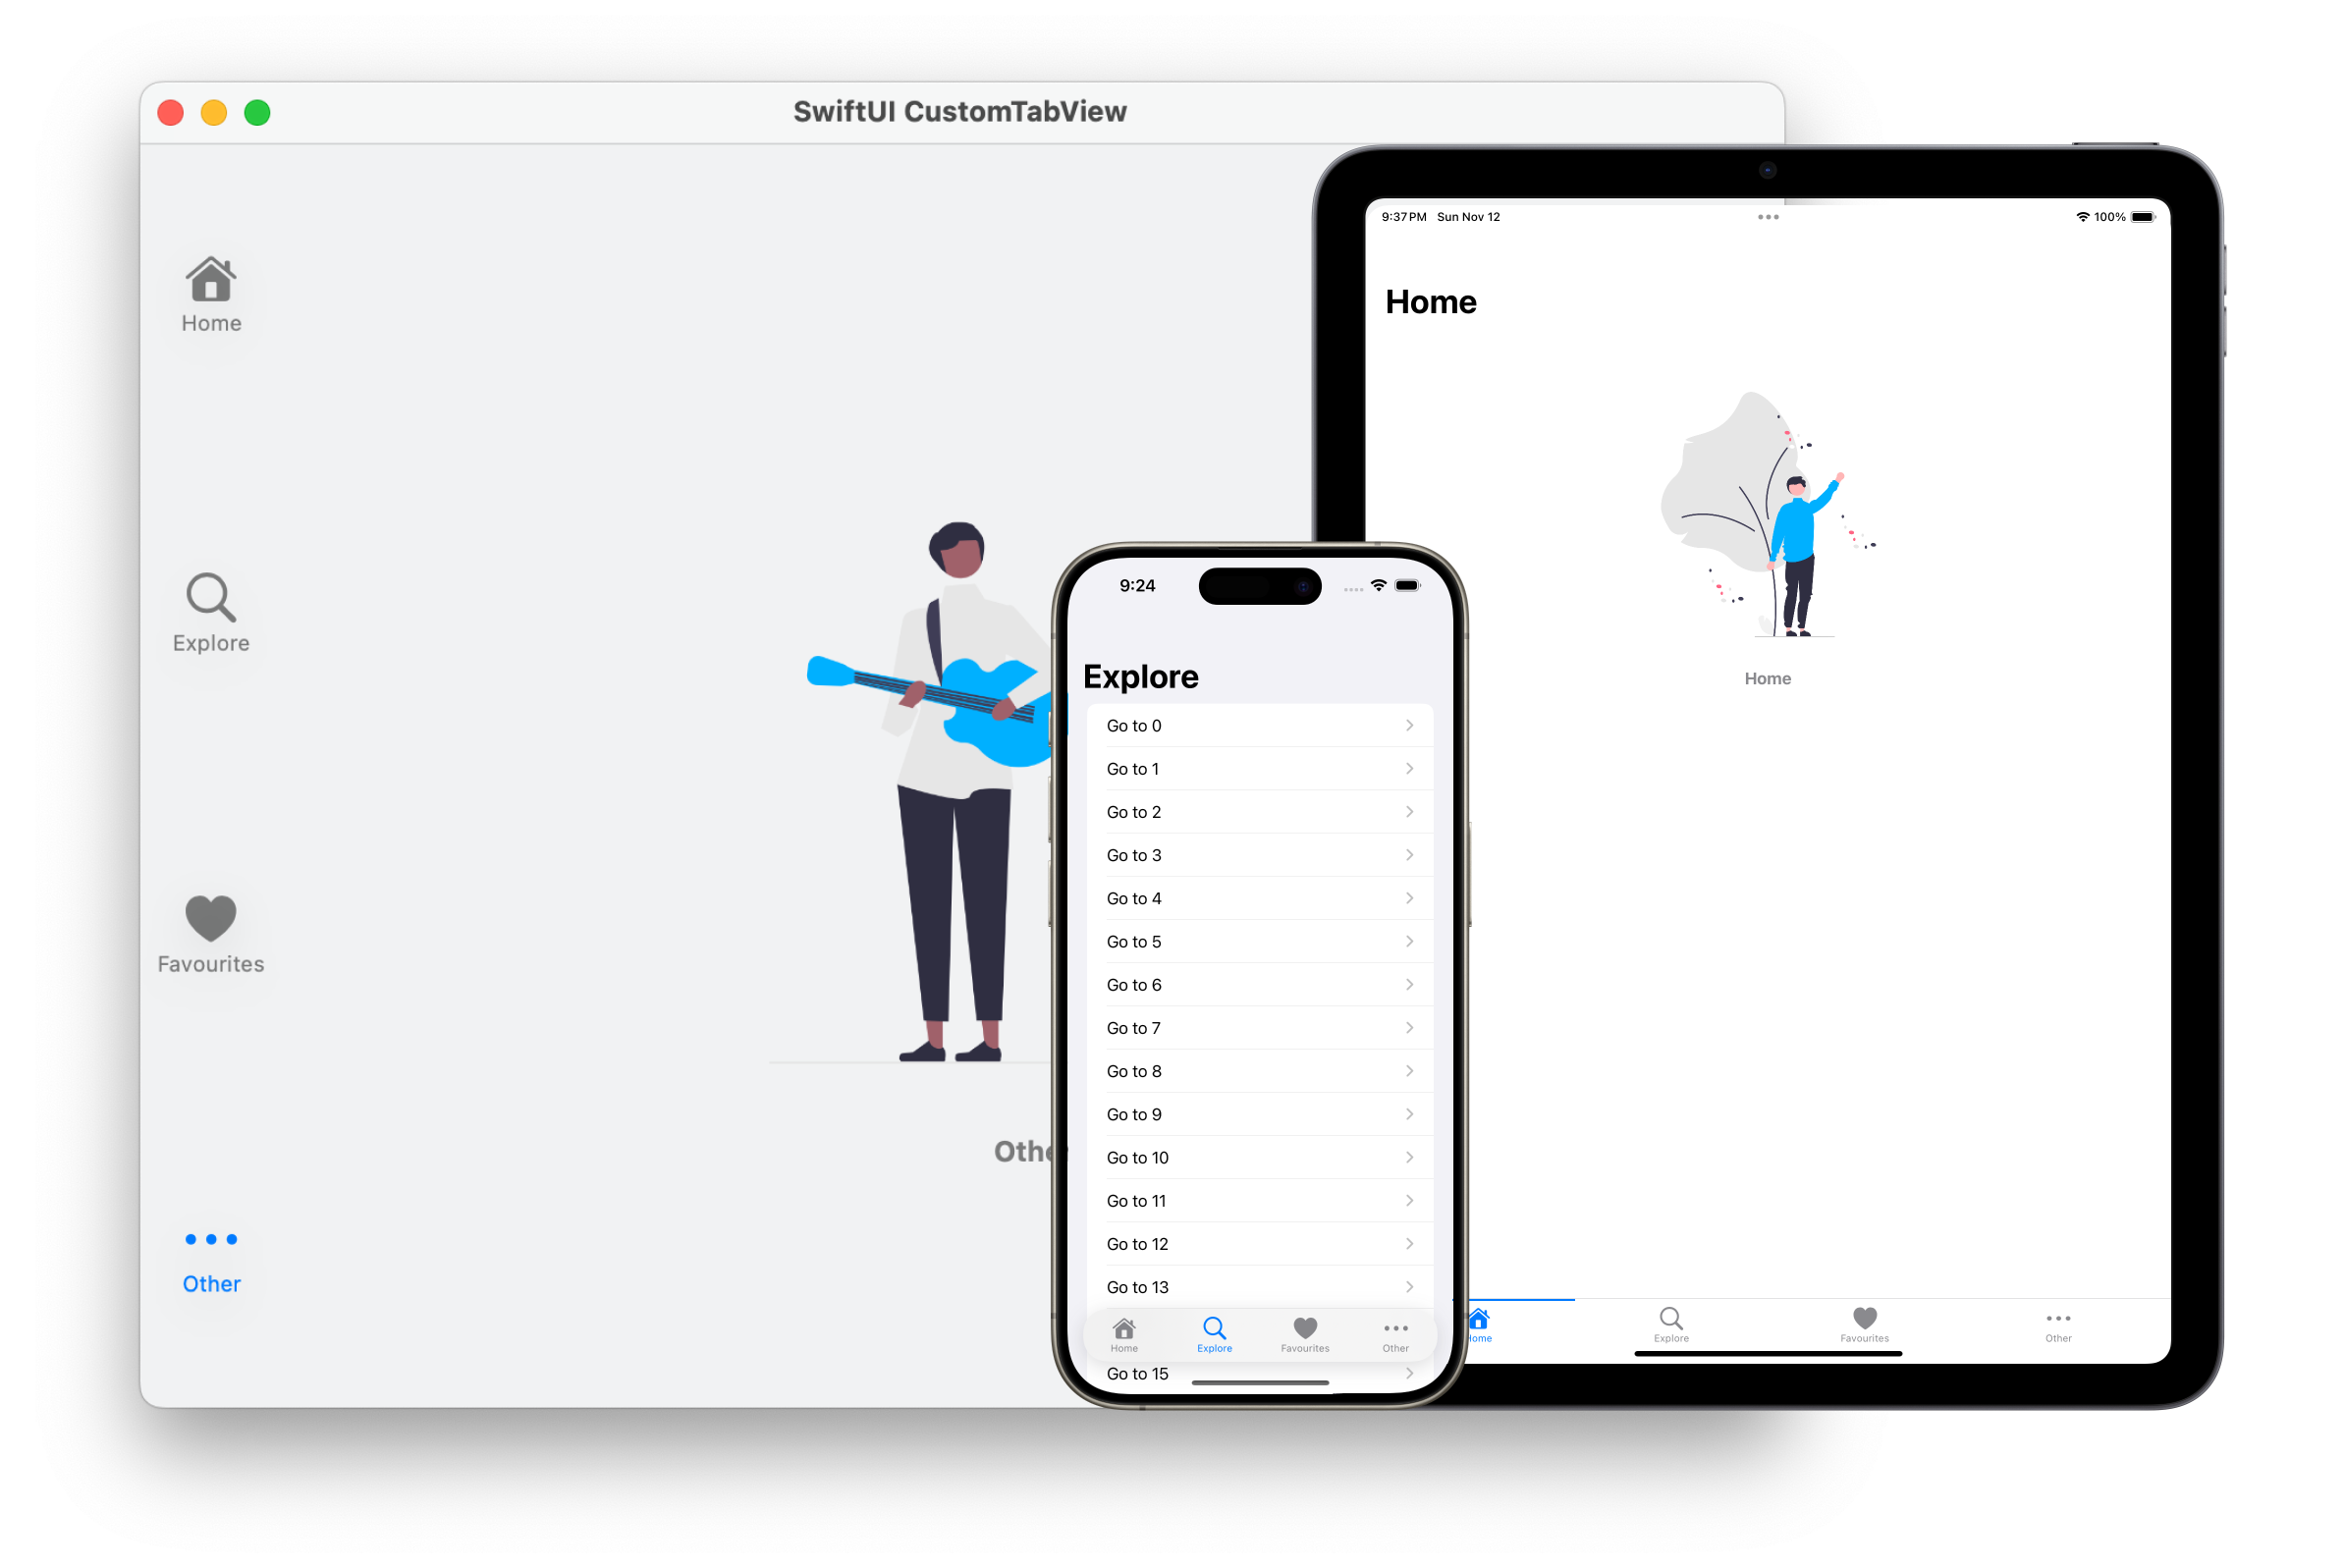 SwiftUI CustomTabView
Home
Explore
Favourites
Other
9:37 PM Sun Nov 12
100%
Home
Home
Explore
Favourites
Other
9:24
Explore
Go to 0
Go to 1
Go to 2
Go to 3
Go to 4
Go to 5
Go to 6
Go to 7
Go to 8
Go to 9
Go to 10
Go to 11
Go to 12
Go to 13
Home
Explore
Favourites
Other
Go to 15